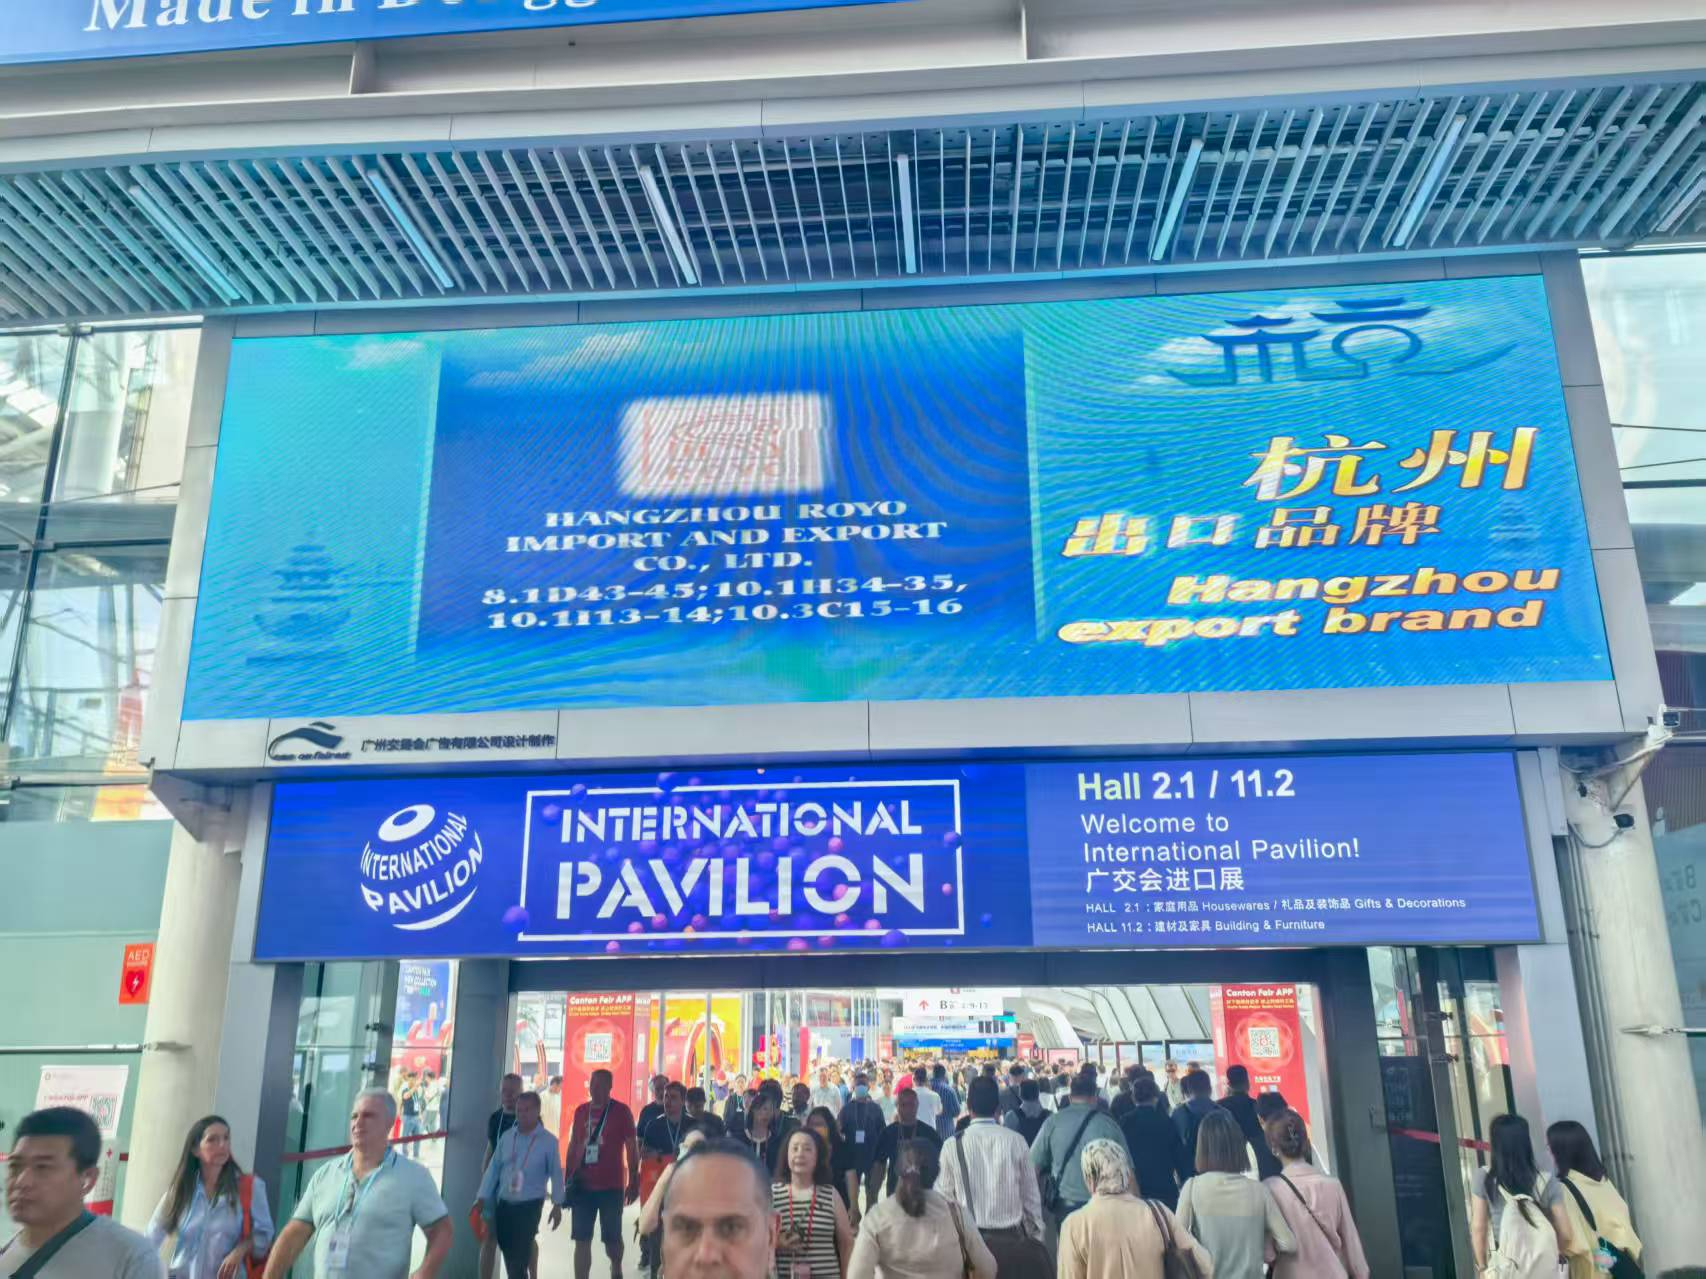 Made in
HANGZHOU ROYO
IMPORT AND EXPORT
CO., LTD.
8.1D43-45;10.1H34-35,
10.1I13-14;10.3C15-16
杭州
出口品牌
Hangzhou
export brand
广州交易会广告有限公司设计制作
INTERNATIONAL
PAVILION
INTERNATIONAL
PAVILION
Hall 2.1 / 11.2
Welcome to
International Pavilion!
广交会进口展
HALL 2.1 : 家庭用品 Housewares / 礼品及装饰品 Gifts & Decorations
HALL 11.2 : 建材及家具 Building & Furniture
AED
Canton Fair APP
Canton Fair APP
B